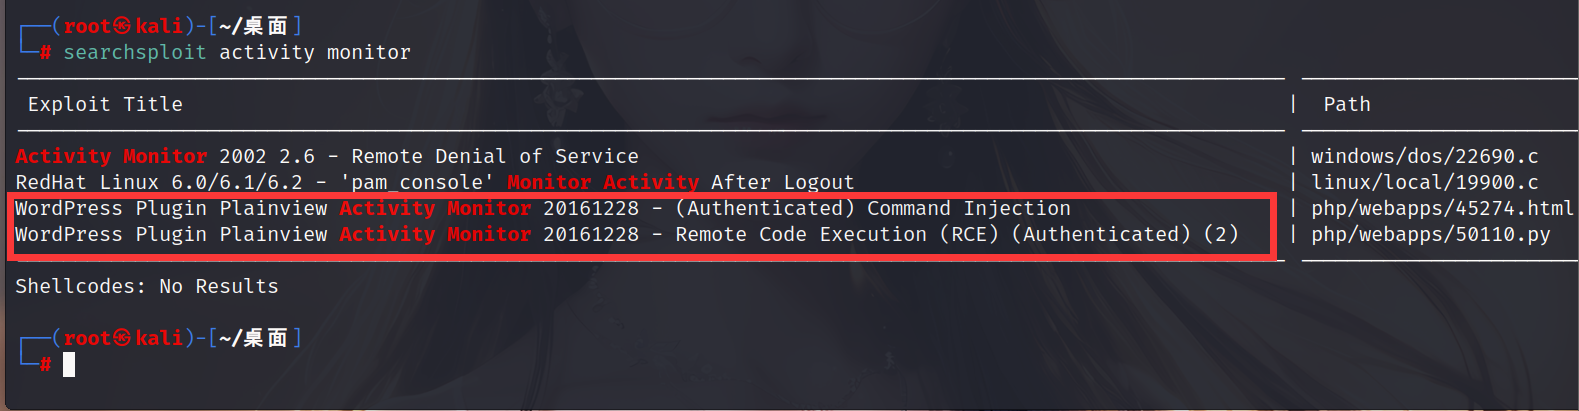 ┌──(root㉿kali)-[~/桌面]
└─# searchsploit activity monitor
Exploit Title | Path
Activity Monitor 2002 2.6 - Remote Denial of Service | windows/dos/22690.c
RedHat Linux 6.0/6.1/6.2 - 'pam_console' Monitor Activity After Logout | linux/local/19900.c
WordPress Plugin Plainview Activity Monitor 20161228 - (Authenticated) Command Injection | php/webapps/45274.html
WordPress Plugin Plainview Activity Monitor 20161228 - Remote Code Execution (RCE) (Authenticated) (2) | php/webapps/50110.py
Shellcodes: No Results
┌──(root㉿kali)-[~/桌面]
└─#